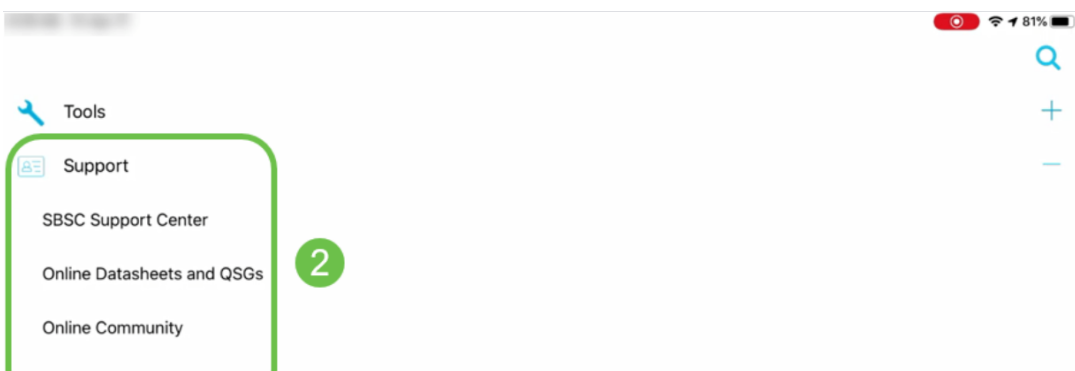 81%
Tools
Support
SBSC Support Center
2
Online Datasheets and QSGs
Online Community